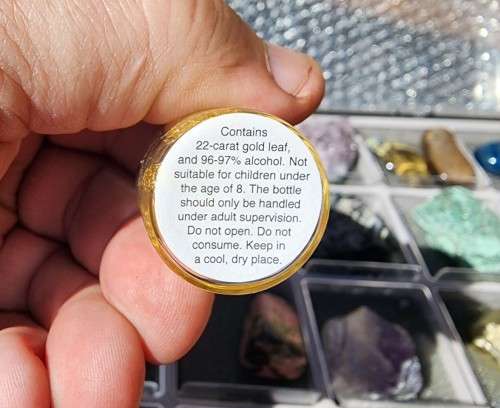 Contains
22-carat gold leaf,
and 96-97% alcohol. Not
suitable for children under
the age of 8. The bottle
should only be handled
under adult supervision.
Do not open. Do not
consume. Keep in
a cool, dry place.